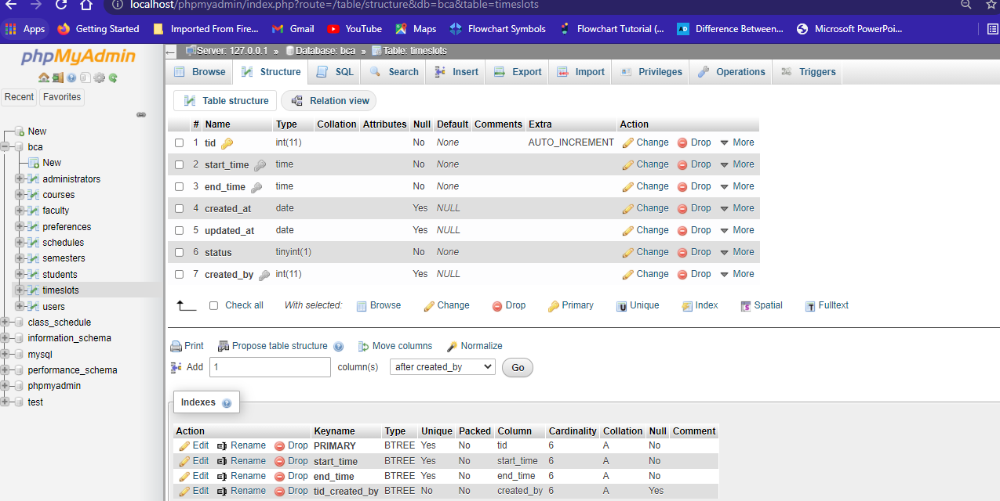 localhost/phpmyadmin/index.php?route=/table/structure&db=bca&table=timeslots
Apps Getting Started Imported From Fire... Gmail YouTube Maps Flowchart Symbols Flowchart Tutorial (... Difference Between... Microsoft PowerPoi...
phpMyAdmin
Recent Favorites
New
bca
New
administrators
courses
faculty
preferences
schedules
semesters
students
timeslots
users
class_schedule
information_schema
mysql
performance_schema
phpmyadmin
test
Server: 127.0.0.1 » Database: bca » Table: timeslots
Browse Structure SQL Search Insert Export Import Privileges Operations Triggers
Table structure Relation view
# Name Type Collation Attributes Null Default Comments Extra Action
1 tid int(11) No None AUTO_INCREMENT Change Drop More
2 start_time time No None Change Drop More
3 end_time time No None Change Drop More
4 created_at date Yes NULL Change Drop More
5 updated_at date Yes NULL Change Drop More
6 status tinyint(1) No None Change Drop More
7 created_by int(11) Yes NULL Change Drop More
Check all With selected: Browse Change Drop Primary Unique Index Spatial Fulltext
Print Propose table structure Move columns Normalize
Add 1 column(s) after created_by Go
Indexes
Action Keyname Type Unique Packed Column Cardinality Collation Null Comment
Edit Rename Drop PRIMARY BTREE Yes No tid 6 A No
Edit Rename Drop start_time BTREE Yes No start_time 6 A No
Edit Rename Drop end_time BTREE Yes No end_time 6 A No
Edit Rename Drop tid_created_by BTREE No No created_by 6 A Yes